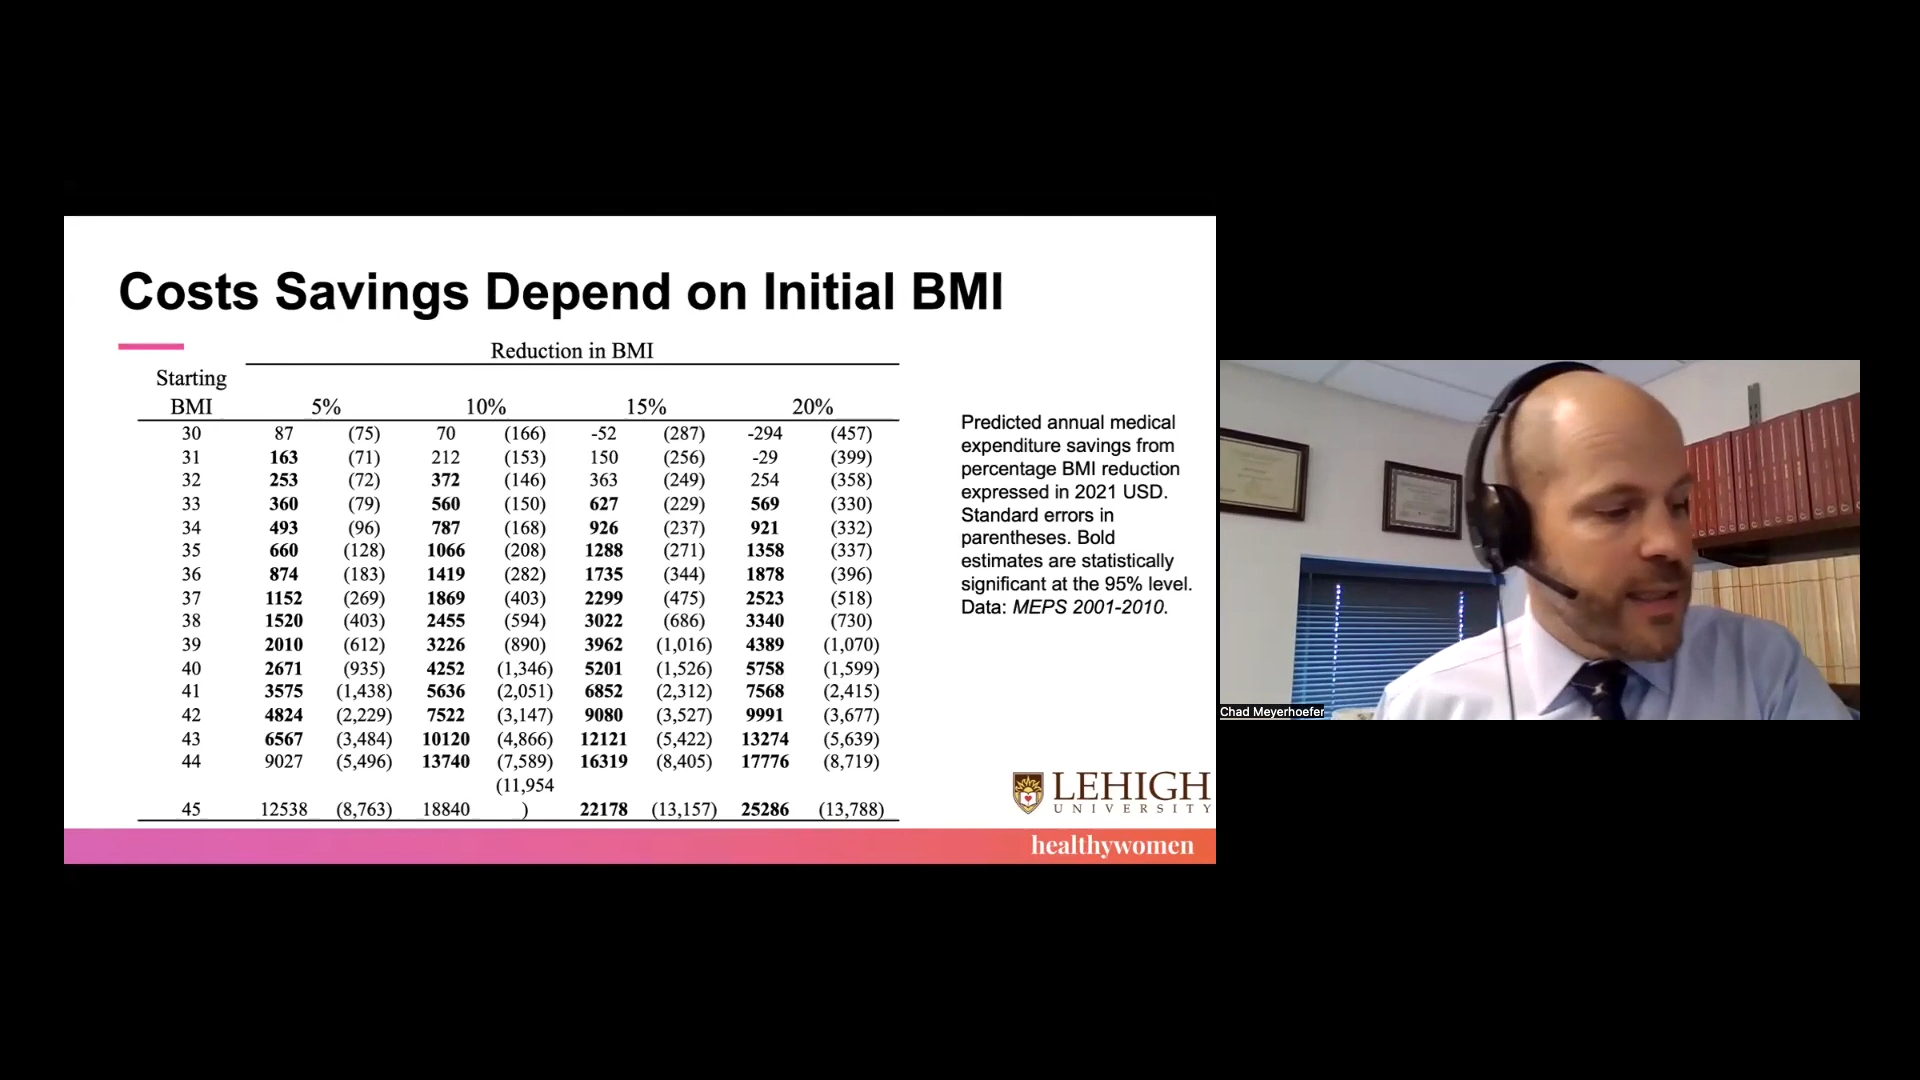 Costs Savings Depend on Initial BMI
Reduction in BMI
Starting
BMI 5% 10% 15% 20%
30 87 (75) 70 (166) -52 (287) -294 (457)
31 163 (71) 212 (153) 150 (256) -29 (399)
32 253 (72) 372 (146) 363 (249) 254 (358)
33 360 (79) 560 (150) 627 (229) 569 (330)
34 493 (96) 787 (168) 926 (237) 921 (332)
35 660 (128) 1066 (208) 1288 (271) 1358 (337)
36 874 (183) 1419 (282) 1735 (344) 1878 (396)
37 1152 (269) 1869 (403) 2299 (475) 2523 (518)
38 1520 (403) 2455 (594) 3022 (686) 3340 (730)
39 2010 (612) 3226 (890) 3962 (1,016) 4389 (1,070)
40 2671 (935) 4252 (1,346) 5201 (1,526) 5758 (1,599)
41 3575 (1,438) 5636 (2,051) 6852 (2,312) 7568 (2,415)
42 4824 (2,229) 7522 (3,147) 9080 (3,527) 9991 (3,677)
43 6567 (3,484) 10120 (4,866) 12121 (5,422) 13274 (5,639)
44 9027 (5,496) 13740 (7,589) 16319 (8,405) 17776 (8,719)
(11,954
45 12538 (8,763) 18840 ) 22178 (13,157) 25286 (13,788)
Predicted annual medical
expenditure savings from
percentage BMI reduction
expressed in 2021 USD.
Standard errors in
parentheses. Bold
estimates are statistically
significant at the 95% level.
Data: MEPS 2001-2010.
LEHIGH
UNIVERSITY
healthywomen
Chad Meyerhoefer